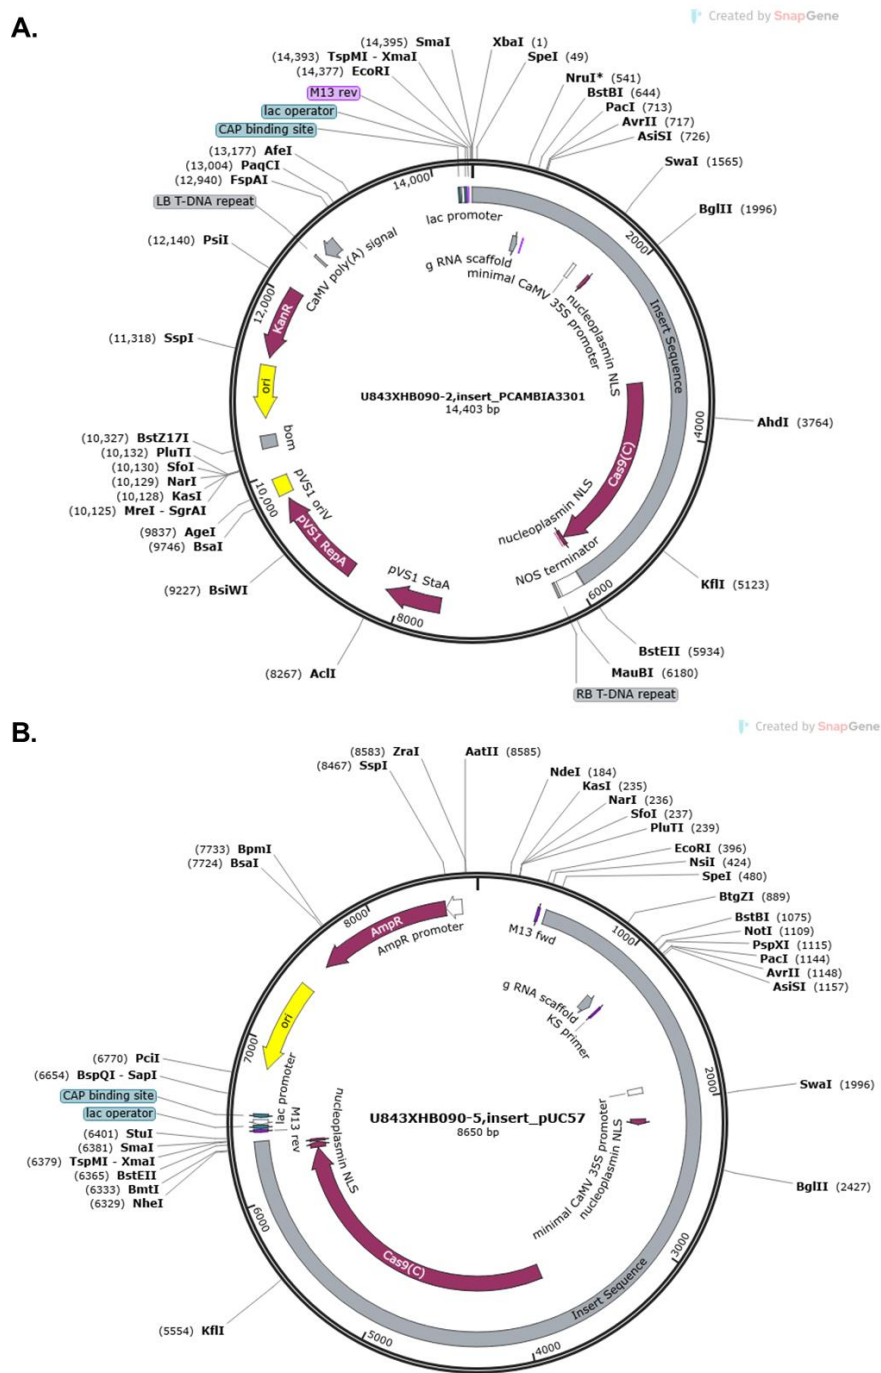 Created by SnapGene
A.
(14,395) SmaI
XbaI (1)
(14,393) TspMI - XmaI
SpeI (49)
(14,377) EcoRI
NruI* (541)
M13 rev
BstBI (644)
lac operator
PacI (713)
CAP binding site
AvrII (717)
AsiSI (726)
(13,177) AfeI
(13,004) PaqCI
(12,940) FspAI
SwaI (1565)
LB T-DNA repeat
BglII (1996)
(12,140) PsiI
14,000
2000
lac promoter
CaMV poly(A) signal
g RNA scaffold
minimal CaMV 35S promoter
nucleoplasmin NLS
12,000
KanR
Insert Sequence
(11,318) SspI
ori
U843XHB090-2,insert_PCAMBIA3301
14,403 bp
AhdI (3764)
4000
bom
Cas9(C)
(10,327) BstZ17I
(10,132) PluTI
(10,130) SfoI
(10,129) NarI
(10,128) KasI
(10,125) MreI - SgrAI
10,000
pVS1 oriV
nucleoplasmin NLS
(9837) AgeI
(9746) BsaI
pVS1 RepA
NOS terminator
(9227) BsiWI
pVS1 StaA
KflI (5123)
6000
8000
BstEII (5934)
(8267) AclI
MauBI (6180)
RB T-DNA repeat
B.
Created by SnapGene
(8583) ZraI
AatII (8585)
(8467) SspI
NdeI (184)
KasI (235)
NarI (236)
SfoI (237)
PluTI (239)
(7733) BpmI
(7724) BsaI
EcoRI (396)
NsiI (424)
SpeI (480)
BtgZI (889)
BstBI (1075)
NotI (1109)
PspXI (1115)
PacI (1144)
AvrII (1148)
AsiSI (1157)
8000
AmpR
AmpR promoter
M13 fwd
1000
g RNA scaffold
KS primer
ori
7000
(6770) PciI
(6654) BspQI - SapI
CAP binding site
lac operator
(6401) StuI
(6381) SmaI
(6379) TspMI - XmaI
(6365) BstEII
(6333) BmtI
(6329) NheI
lac promoter
M13 rev
nucleoplasmin NLS
U843XHB090-5,insert_pUC57
8650 bp
2000
SwaI (1996)
minimal CaMV 35S promoter
nucleoplasmin NLS
BglII (2427)
6000
Cas9(C)
3000
Insert Sequence
(5554) KflI
5000
4000